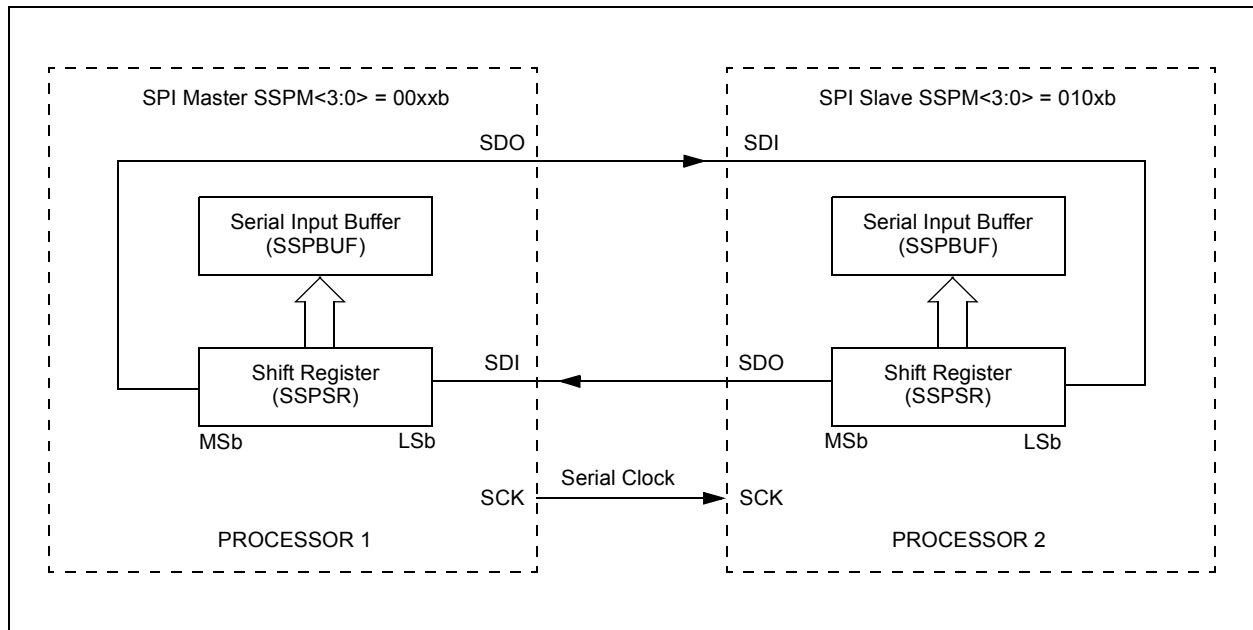 SPI Master SSPM<3:0> = 00xxb
SDO
Serial Input Buffer
(SSPBUF)
SDI
Shift Register
(SSPSR)
MSb
LSb
SCK
PROCESSOR 1
Serial Clock
SPI Slave SSPM<3:0> = 010xb
SDI
Serial Input Buffer
(SSPBUF)
SDO
Shift Register
(SSPSR)
MSb
LSb
SCK
PROCESSOR 2